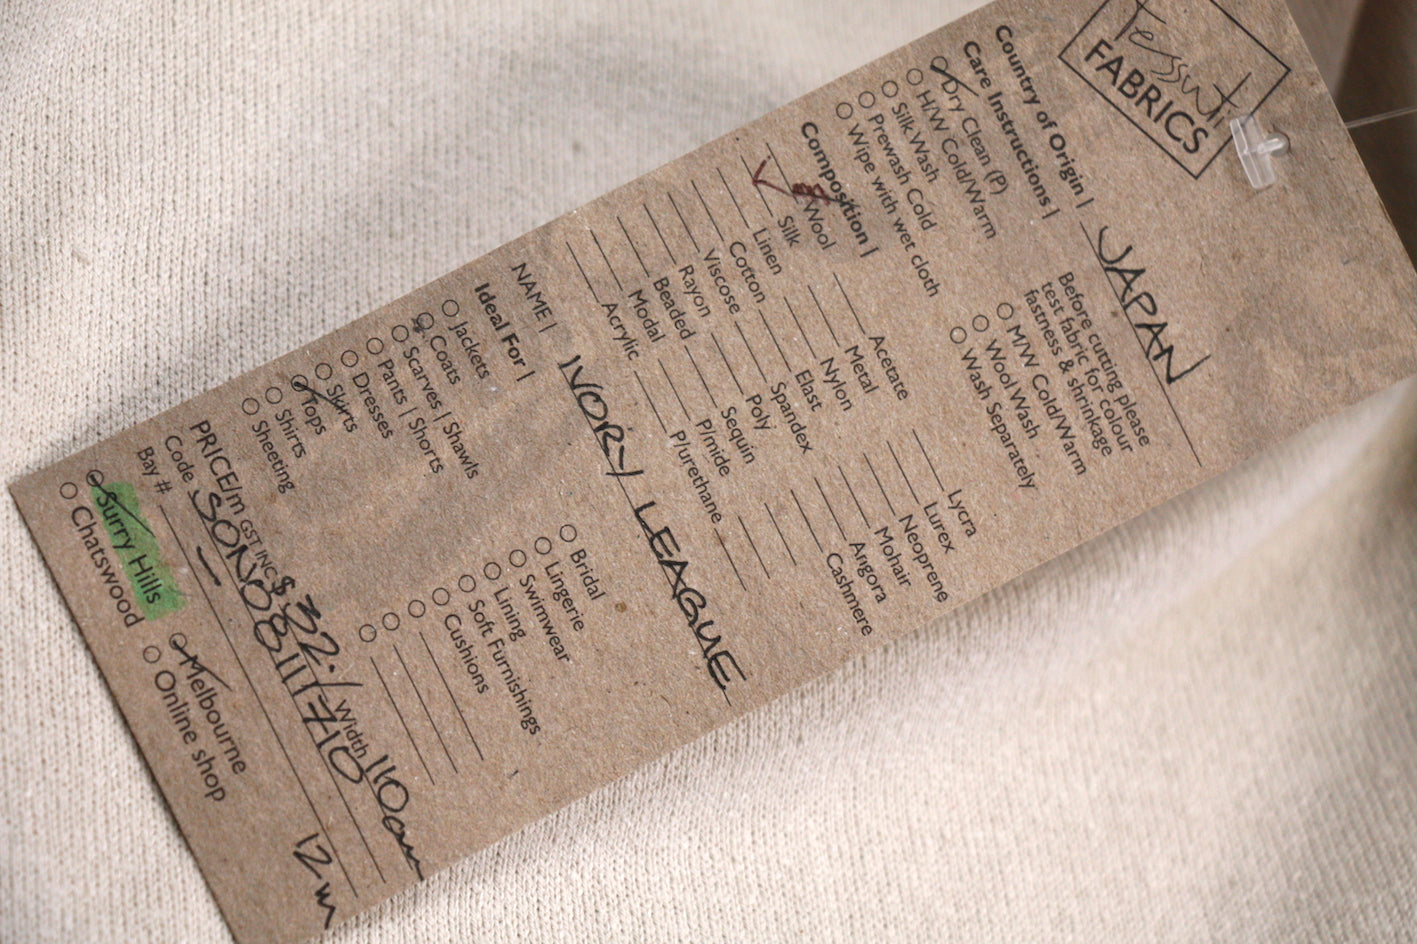 Tessuti
FABRICS
Country of Origin | JAPAN
Care Instructions |
Dry Clean (P)
H/W Cold/Warm
Silk Wash
Prewash Cold
Wipe with wet cloth
Before cutting please
test fabric for colour
fastness & shrinkage
M/W Cold/Warm
Wool Wash
Wash Separately
Composition |
Wool
Silk
Linen
Cotton
Viscose
Rayon
Beaded
Modal
Acrylic
Acetate
Metal
Nylon
Elast
Spandex
Poly
Sequin
P/mide
P/urethane
Lycra
Lurex
Neoprene
Mohair
Angora
Cashmere
NAME | IVORY LEAGUE
Ideal For |
Jackets
Coats
Scarves | Shawls
Pants | Shorts
Dresses
Skirts
Tops
Shirts
Sheeting
Bridal
Lingerie
Swimwear
Lining
Soft Furnishings
Cushions
PRICE/m GST INC $322.- / Width 110cm
Code
Bay # 12m
Surry Hills
Chatswood
Melbourne
Online shop